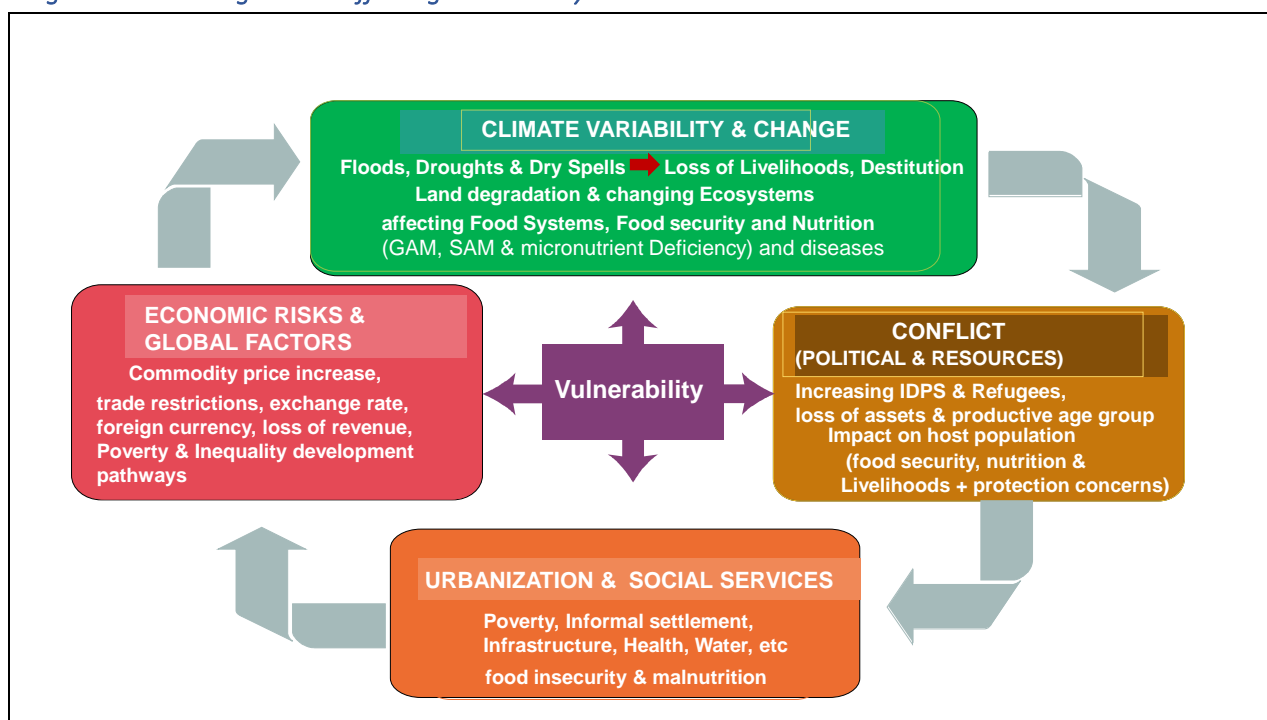 CLIMATE VARIABILITY & CHANGE
Floods, Droughts & Dry Spells Loss of Livelihoods, Destitution
Land degradation & changing Ecosystems
affecting Food Systems, Food security and Nutrition
(GAM, SAM & micronutrient Deficiency) and diseases
ECONOMIC RISKS &
GLOBAL FACTORS
Commodity price increase,
trade restrictions, exchange rate,
foreign currency, loss of revenue,
Poverty & Inequality development
pathways
Vulnerability
CONFLICT
(POLITICAL & RESOURCES)
Increasing IDPS & Refugees,
loss of assets & productive age group
Impact on host population
(food security, nutrition &
Livelihoods + protection concerns)
URBANIZATION & SOCIAL SERVICES
Poverty, Informal settlement,
Infrastructure, Health, Water, etc
food insecurity & malnutrition